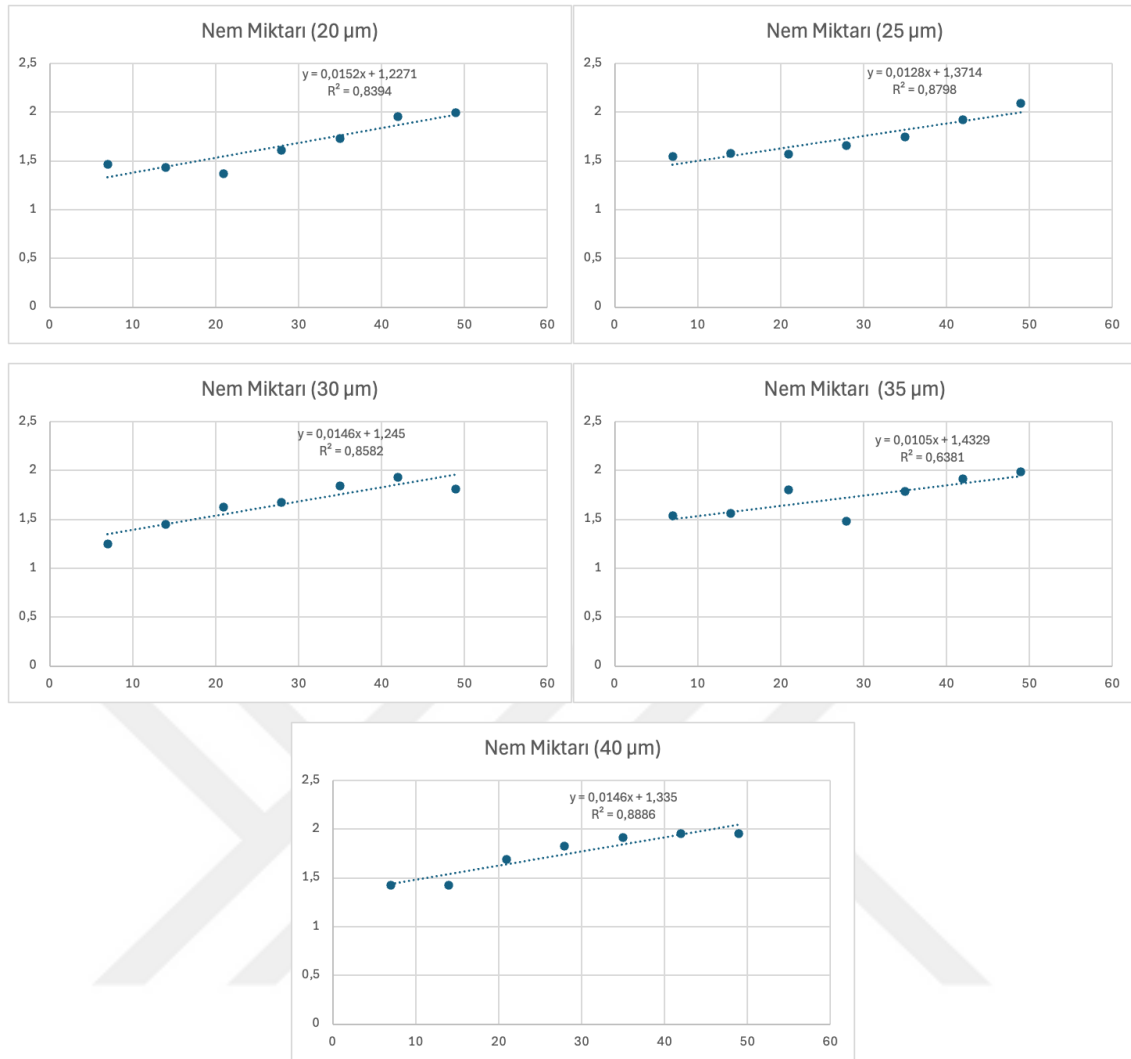 Nem Miktarı (20 µm)
y = 0,0152x + 1,2271
R² = 0,8394
2,5
2
1,5
1
0,5
0
0 10 20 30 40 50 60
Nem Miktarı (25 µm)
y = 0,0128x + 1,3714
R² = 0,8798
2,5
2
1,5
1
0,5
0
0 10 20 30 40 50 60
Nem Miktarı (30 µm)
y = 0,0146x + 1,245
R² = 0,8582
2,5
2
1,5
1
0,5
0
0 10 20 30 40 50 60
Nem Miktarı (35 µm)
y = 0,0105x + 1,4329
R² = 0,6381
2,5
2
1,5
1
0,5
0
0 10 20 30 40 50 60
Nem Miktarı (40 µm)
y = 0,0146x + 1,335
R² = 0,8886
2,5
2
1,5
1
0,5
0
0 10 20 30 40 50 60